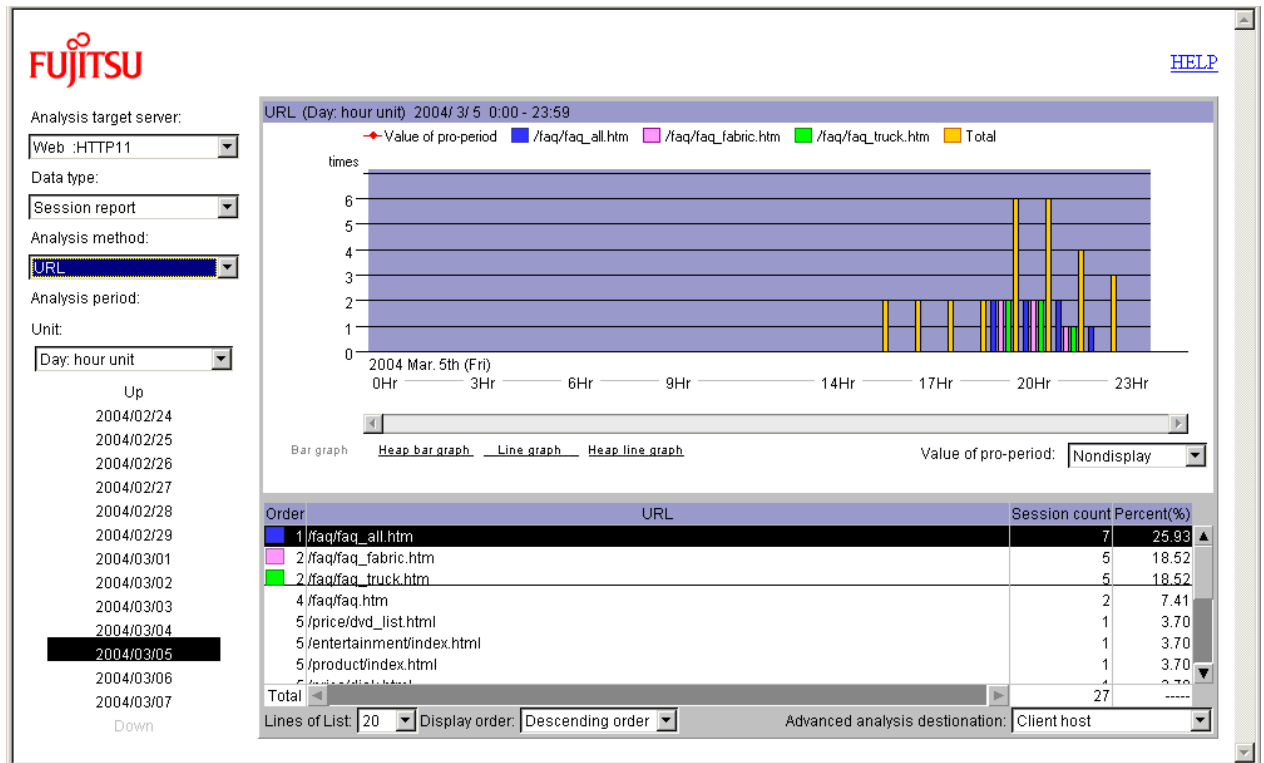 FUJITSU
HELP
Analysis target server:
Web :HTTP11
Data type:
Session report
Analysis method:
URL
Analysis period:
Unit:
Day: hour unit
Up
2004/02/24
2004/02/25
2004/02/26
2004/02/27
2004/02/28
2004/02/29
2004/03/01
2004/03/02
2004/03/03
2004/03/04
2004/03/05
2004/03/06
2004/03/07
Down
URL (Day: hour unit) 2004/ 3/ 5 0:00 - 23:59
Value of pro-period /faq/faq_all.htm /faq/faq_fabric.htm /faq/faq_truck.htm Total
times
6
5
4
3
2
1
0
2004 Mar. 5th (Fri)
0Hr 3Hr 6Hr 9Hr 14Hr 17Hr 20Hr 23Hr
Bar graph Heap bar graph Line graph Heap line graph Value of pro-period: Nondisplay
Order URL Session count Percent(%)
1 /faq/faq_all.htm 7 25.93
2 /faq/faq_fabric.htm 5 18.52
2 /faq/faq_truck.htm 5 18.52
4 /faq/faq.htm 2 7.41
5 /price/dvd_list.html 1 3.70
5 /entertainment/index.html 1 3.70
5 /product/index.html 1 3.70
Total 27 -----
Lines of List: 20 Display order: Descending order Advanced analysis destionation: Client host